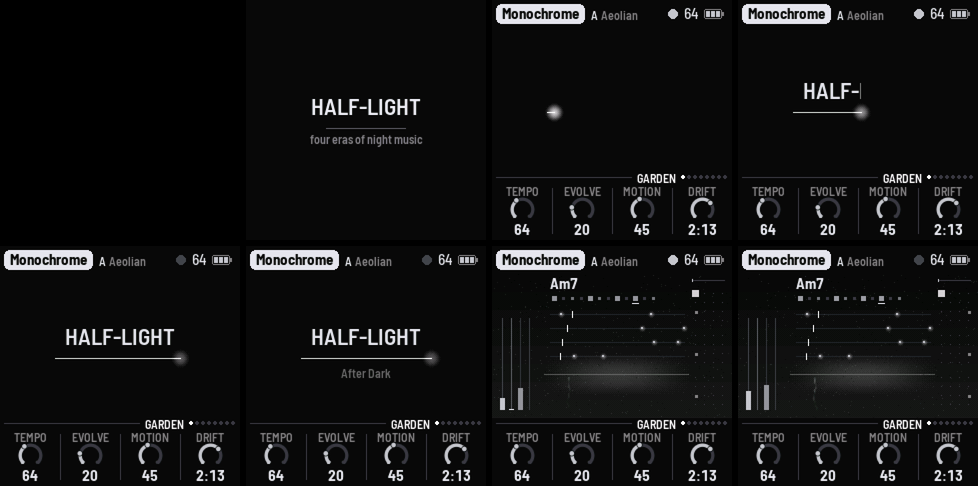 HALF-LIGHT
four eras of night music
Monochrome A Aeolian 64
GARDEN
TEMPO EVOLVE MOTION DRIFT
64 20 45 2:13
Monochrome A Aeolian 64
HALF-
GARDEN
TEMPO EVOLVE MOTION DRIFT
64 20 45 2:13
Monochrome A Aeolian 64
HALF-LIGHT
GARDEN
TEMPO EVOLVE MOTION DRIFT
64 20 45 2:13
Monochrome A Aeolian 64
HALF-LIGHT
After Dark
GARDEN
TEMPO EVOLVE MOTION DRIFT
64 20 45 2:13
Monochrome A Aeolian 64
Am7
GARDEN
TEMPO EVOLVE MOTION DRIFT
64 20 45 2:13
Monochrome A Aeolian 64
Am7
GARDEN
TEMPO EVOLVE MOTION DRIFT
64 20 45 2:13